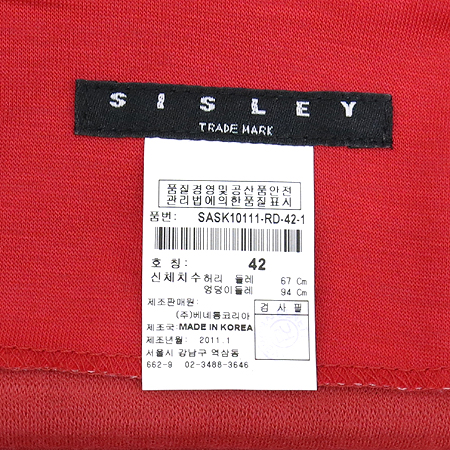 SISLEY
TRADE MARK
품질경영및공산품안전
관리법에의한품질표시
품번: SASK10111-RD-42-1
호 칭: 42
신체치수허리 둘레 67 Cm
엉덩이둘레 94 Cm
제조판매원: 검 사 필
(주)베네통코리아
제조국:MADE IN KOREA
제조년월: 2011.1
서울시 강남구 역삼동
662-9 02-3488-3646